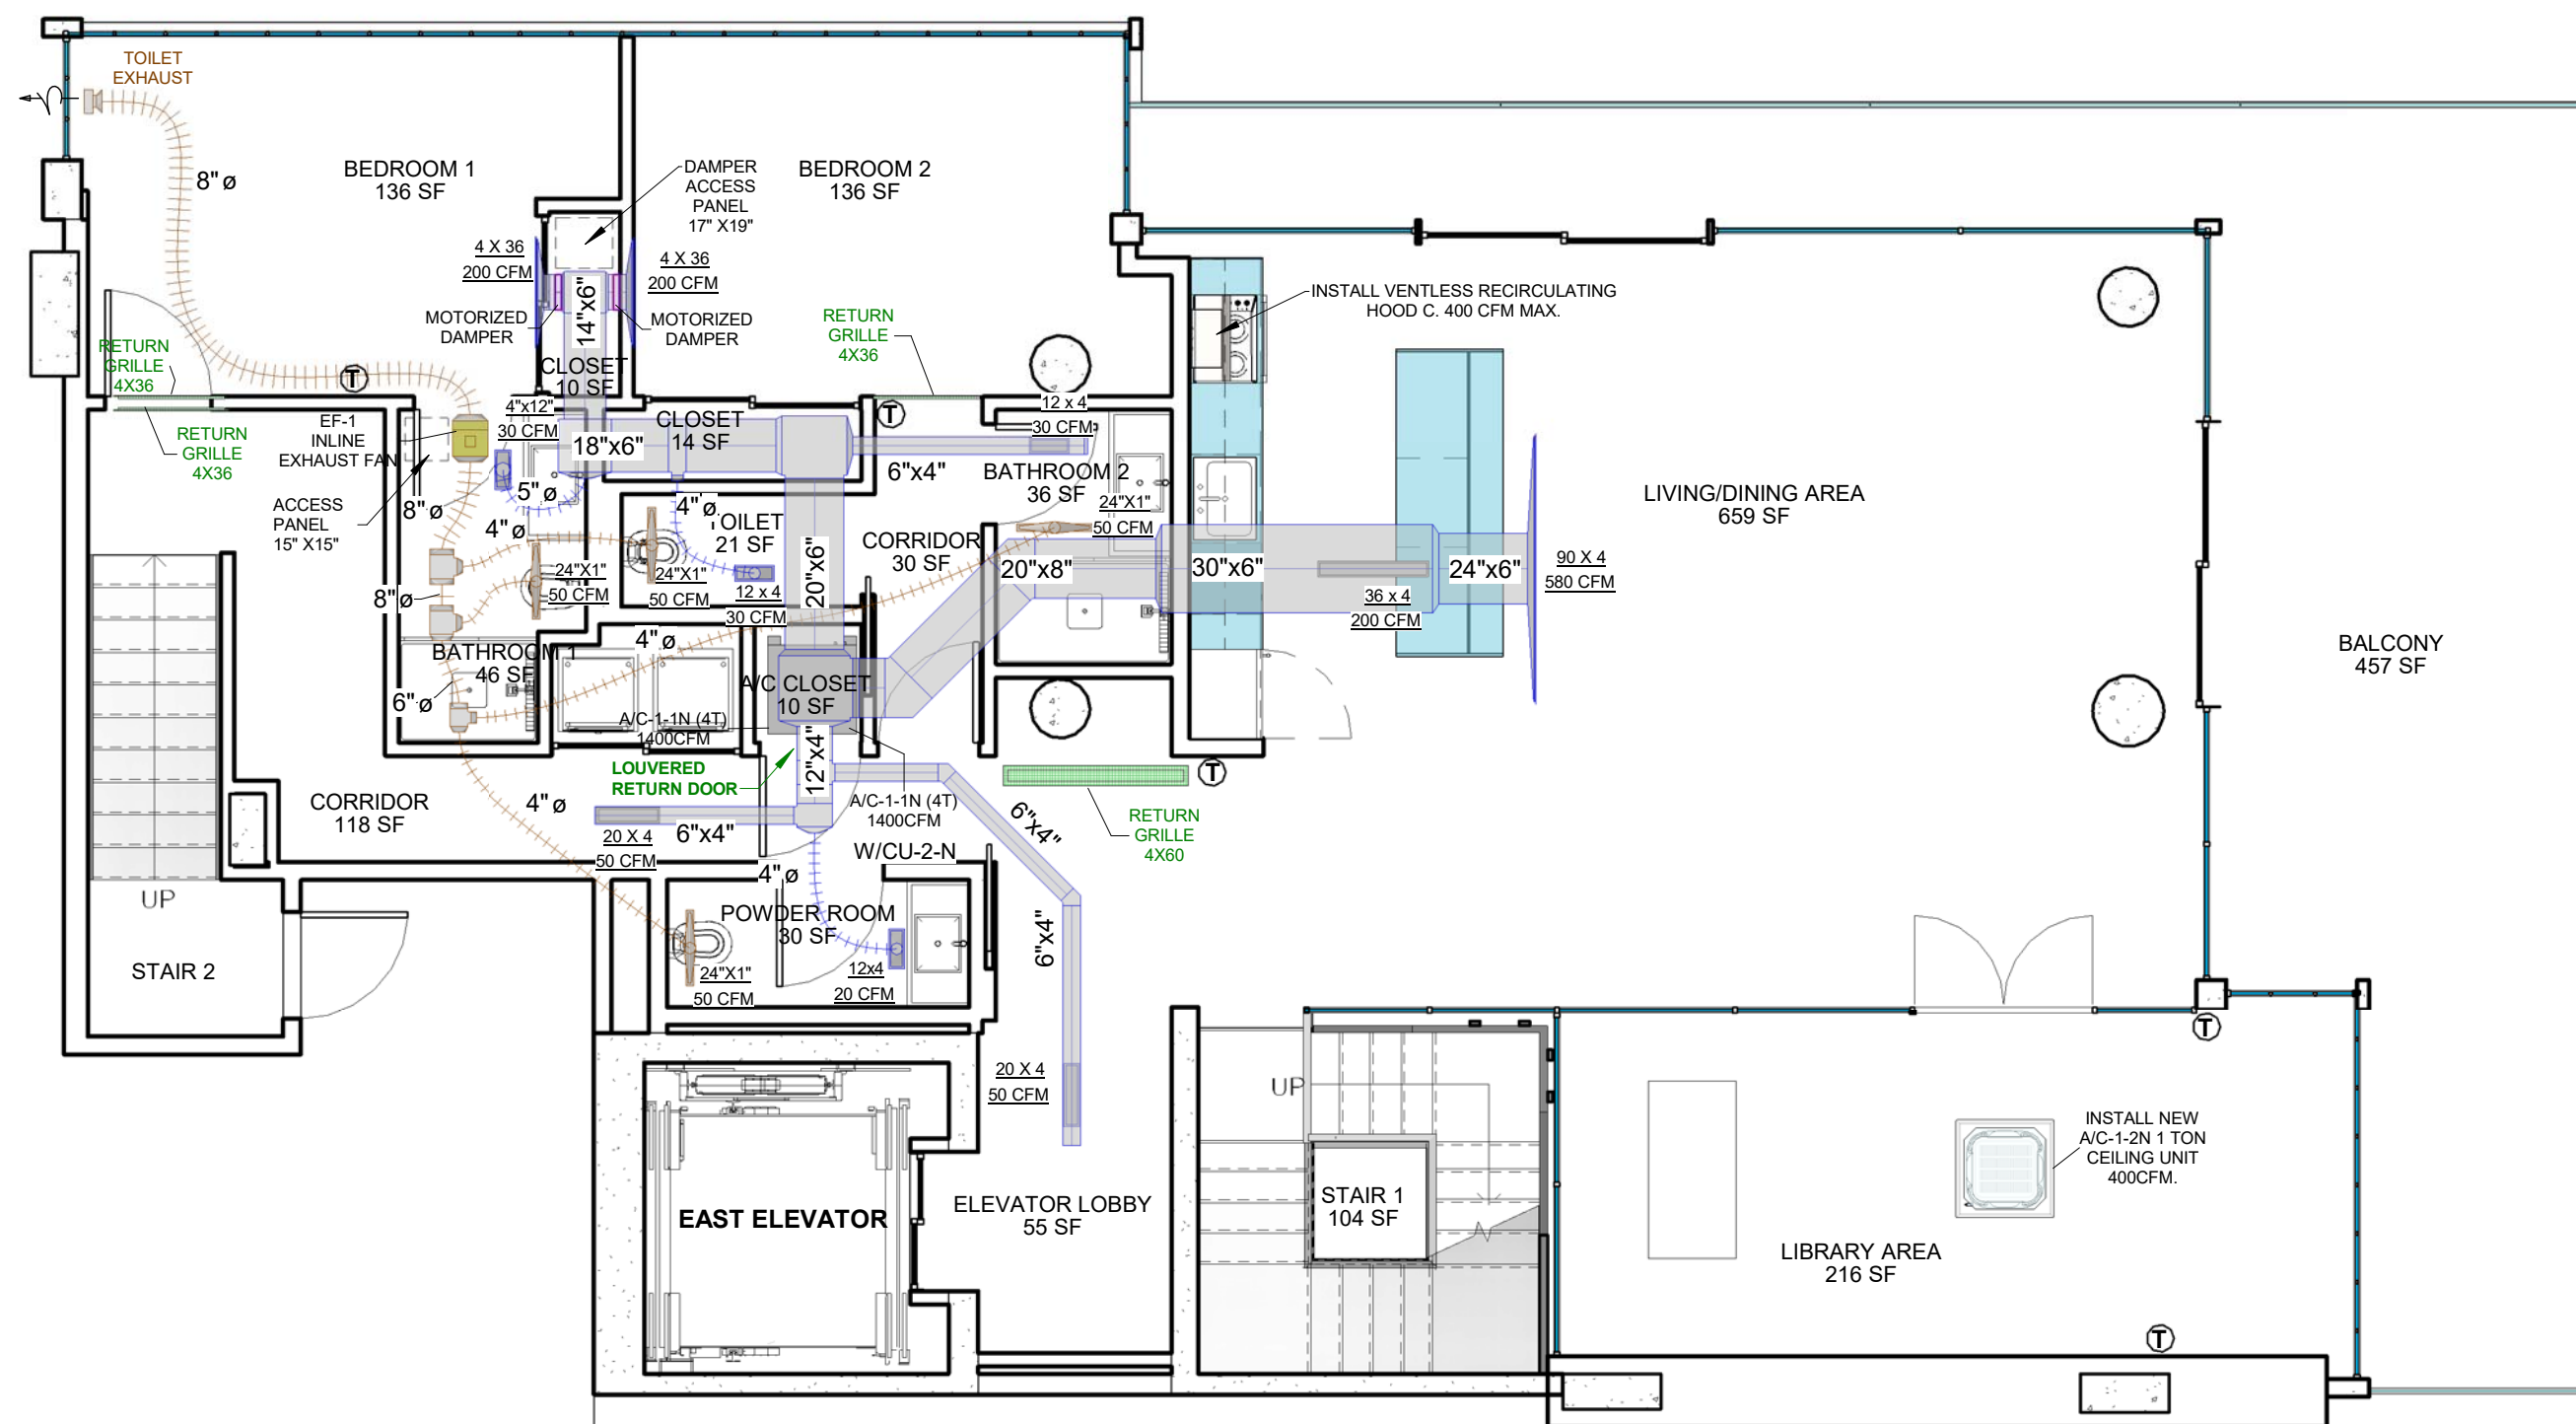 TOILET
EXHAUST
8"ø
BEDROOM 1
136 SF
DAMPER
ACCESS
PANEL
17" X19"
BEDROOM 2
136 SF
4 X 36
200 CFM
4 X 36
200 CFM
14"x6"
MOTORIZED
DAMPER
MOTORIZED
DAMPER
RETURN
GRILLE
4X36
INSTALL VENTLESS RECIRCULATING
HOOD C. 400 CFM MAX.
RETURN
GRILLE
4X36
T
CLOSET
10 SF
RETURN
GRILLE
4X36
EF-1
INLINE
EXHAUST FAN
4"x12"
30 CFM
18"x6"
CLOSET
14 SF
T
12 x 4
30 CFM
6"x4"
BATHROOM 2
36 SF
24"X1"
50 CFM
ACCESS
PANEL
15" X15"
8"ø
5"ø
4"ø
4"ø
TOILET
21 SF
24"X1"
50 CFM
12 x 4
30 CFM
24"X1"
50 CFM
20"x6"
CORRIDOR
30 SF
20"x8"
30"x6"
24"x6"
36 x 4
200 CFM
90 X 4
580 CFM
LIVING/DINING AREA
659 SF
BALCONY
457 SF
8"ø
BATHROOM 1
46 SF
6"ø
4"ø
A/C CLOSET
10 SF
A/C-1-1N (4T)
1400CFM
LOUVERED
RETURN DOOR
12"x4"
A/C-1-1N (4T)
1400CFM
W/CU-2-N
T
RETURN
GRILLE
4X60
CORRIDOR
118 SF
4"ø
20 X 4
50 CFM
6"x4"
6"x4"
6"x4"
4"ø
UP
STAIR 2
POWDER ROOM
30 SF
24"X1"
50 CFM
12x4
20 CFM
20 X 4
50 CFM
EAST ELEVATOR
ELEVATOR LOBBY
55 SF
UP
STAIR 1
104 SF
T
INSTALL NEW
A/C-1-2N 1 TON
CEILING UNIT
400CFM.
LIBRARY AREA
216 SF
T